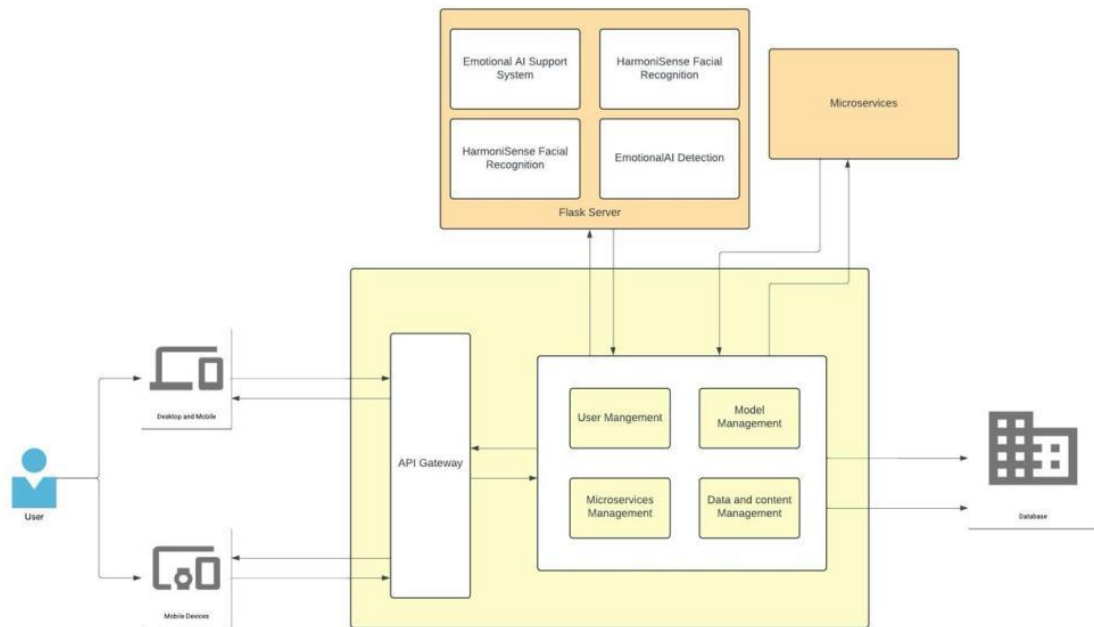 Emotional AI Support
System
HarmoniSense Facial
Recognition
HarmoniSense Facial
Recognition
EmotionalAI Detection
Flask Server
Microservices
Desktop and Mobile
User
Mobile Devices
API Gateway
User Mangement
Model
Management
Microservices
Management
Data and content
Management
Database